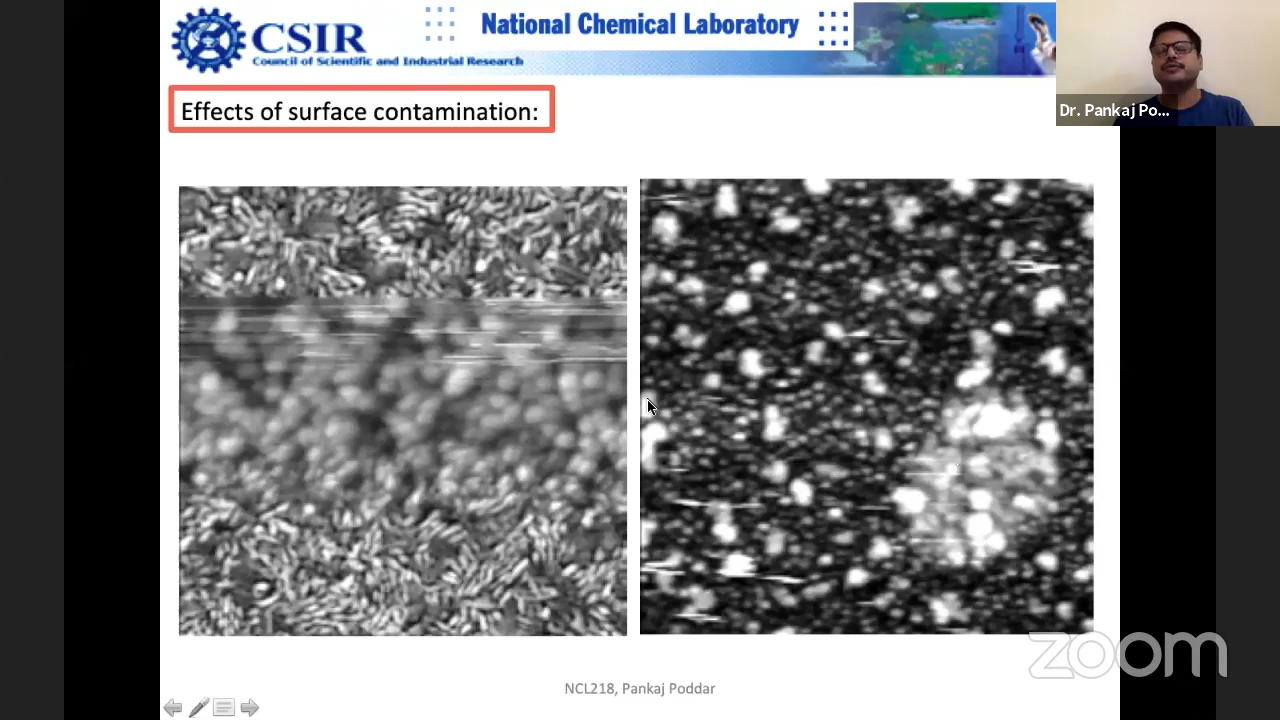 CSIR
Council of Scientific and Industrial Research
National Chemical Laboratory
Dr. Pankaj Po...
Effects of surface contamination:
zoom
NCL218, Pankaj Poddar